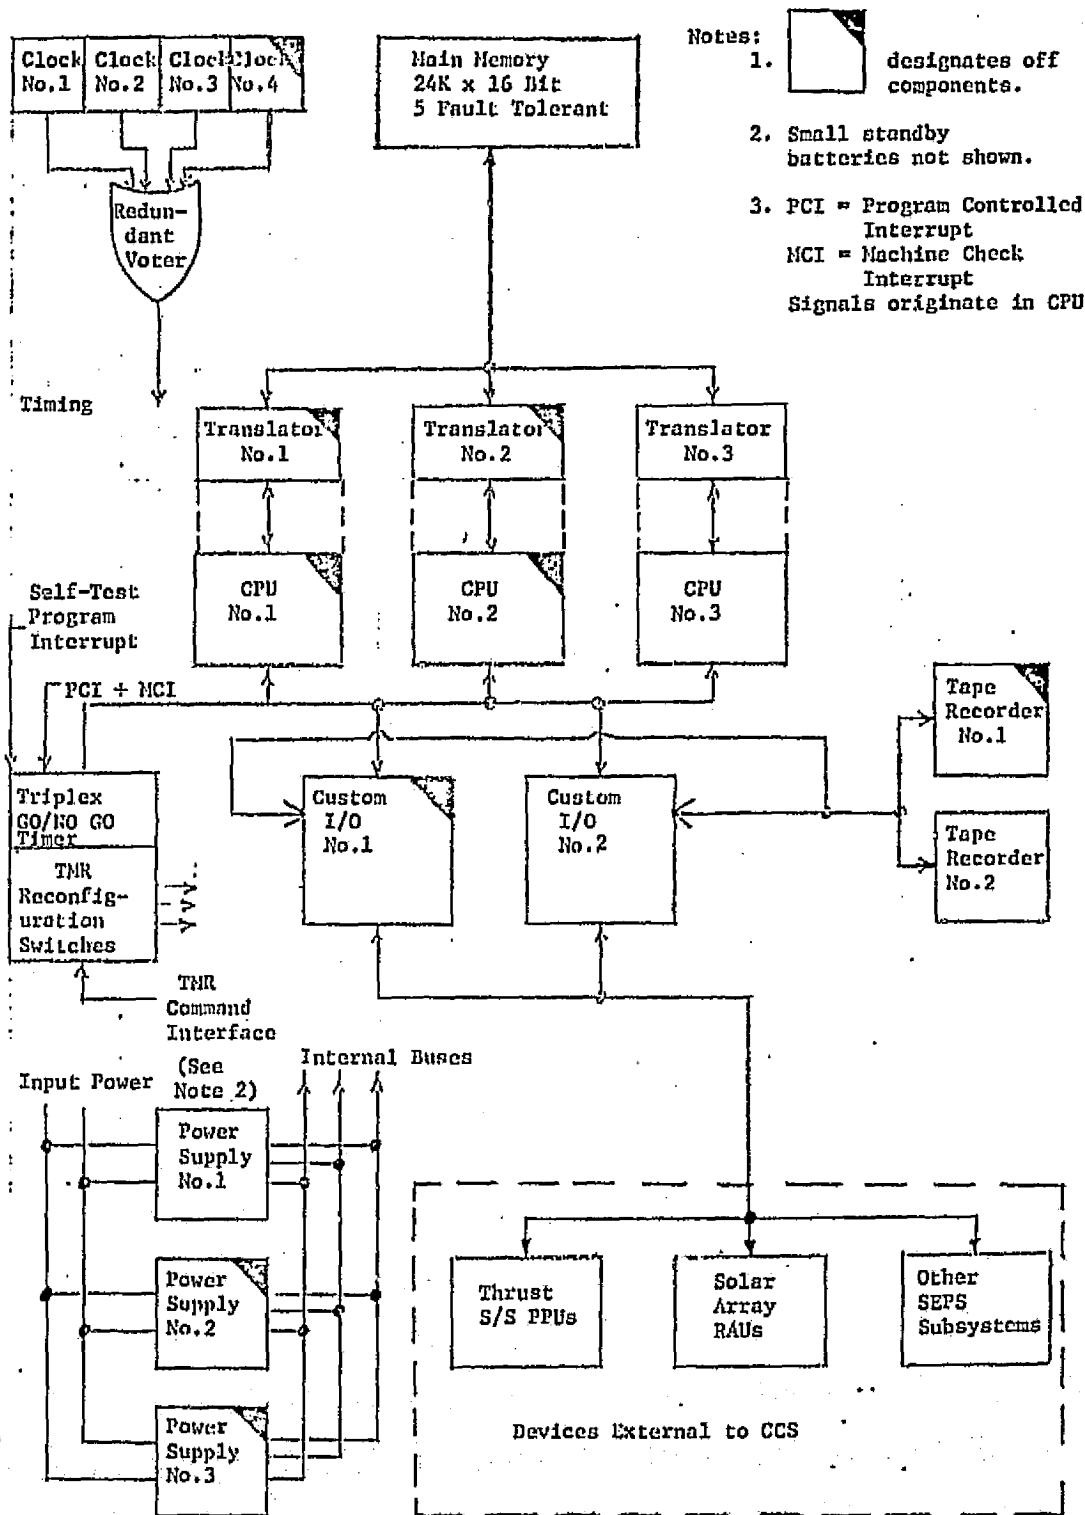 Clock No.1
Clock No.2
Clock No.3
Clock No.4
Redun-
dant
Voter
Timing
Main Memory
24K x 16 Bit
5 Fault Tolerant
Notes:
1. designates off
components.
2. Small standby
batteries not shown.
3. PCI = Program Controlled
Interrupt
MCI = Machine Check
Interrupt
Signals originate in CPU
Translator
No.1
Translator
No.2
Translator
No.3
CPU
No.1
CPU
No.2
CPU
No.3
Self-Test
Program
Interrupt
PCI + MCI
Triplex
GO/NO GO
Timer
TMR
Reconfig-
uration
Switches
Custom
I/O
No.1
Custom
I/O
No.2
Tape
Recorder
No.1
Tape
Recorder
No.2
TMR
Command
Interface
(See
Note 2)
Input Power
Internal Buses
Power
Supply
No.1
Power
Supply
No.2
Power
Supply
No.3
Thrust
S/S PPUs
Solar
Array
RAUs
Other
SEPS
Subsystems
Devices External to CCS